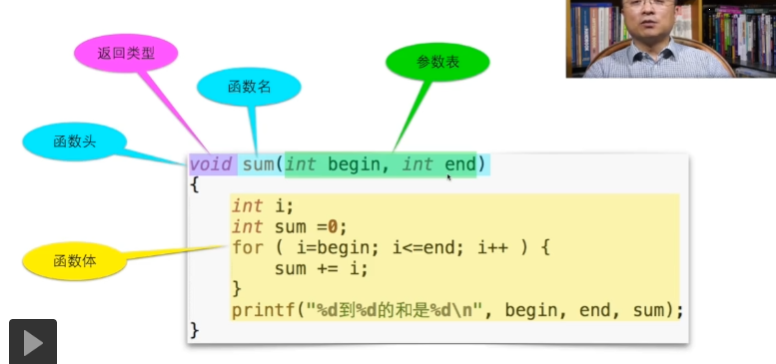 返回类型
参数表
函数名
函数头
void sum(int begin, int end)
{
int i;
int sum =0;
for ( i=begin; i<=end; i++ ) {
sum += i;
}
printf("%d到%d的和是%d\n", begin, end, sum);
}
函数体